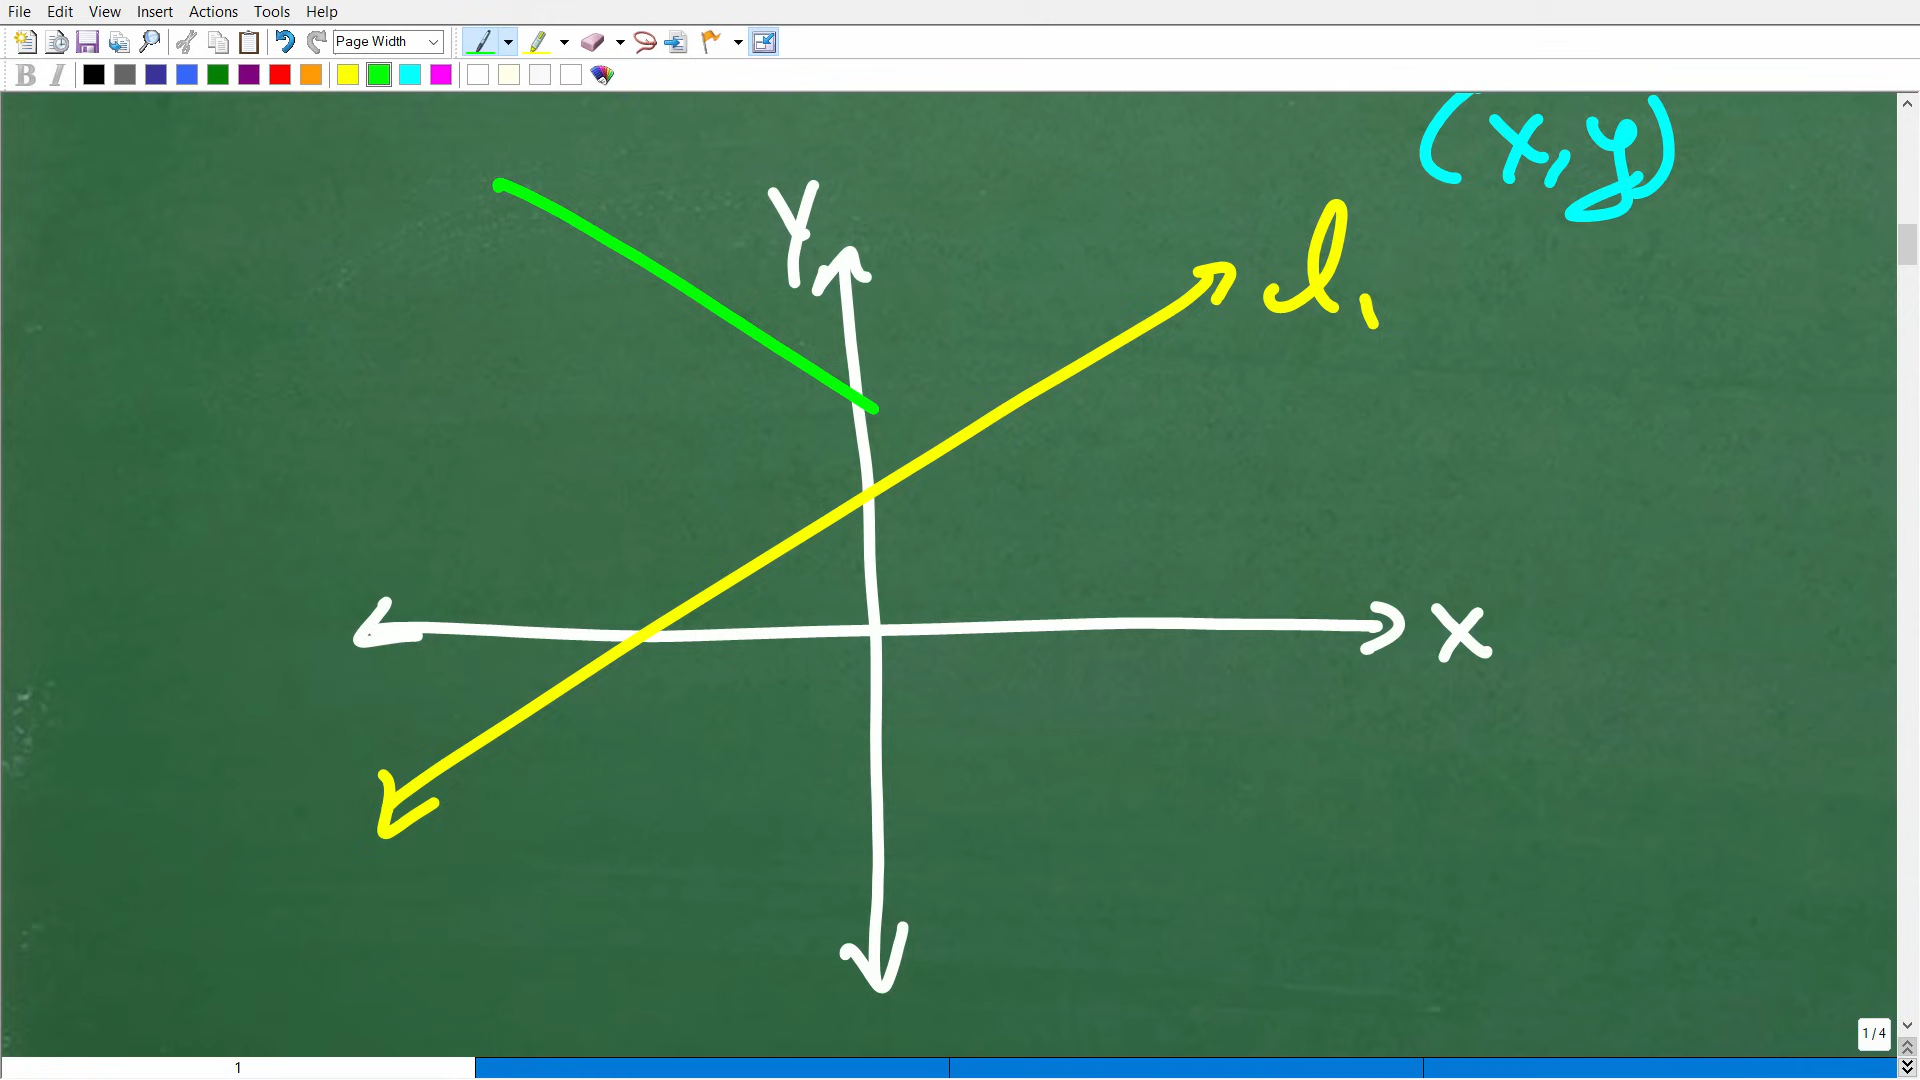 File Edit View Insert Actions Tools Help
Page Width
B I
(x,y)
Y
l₁
X
1 / 4
1